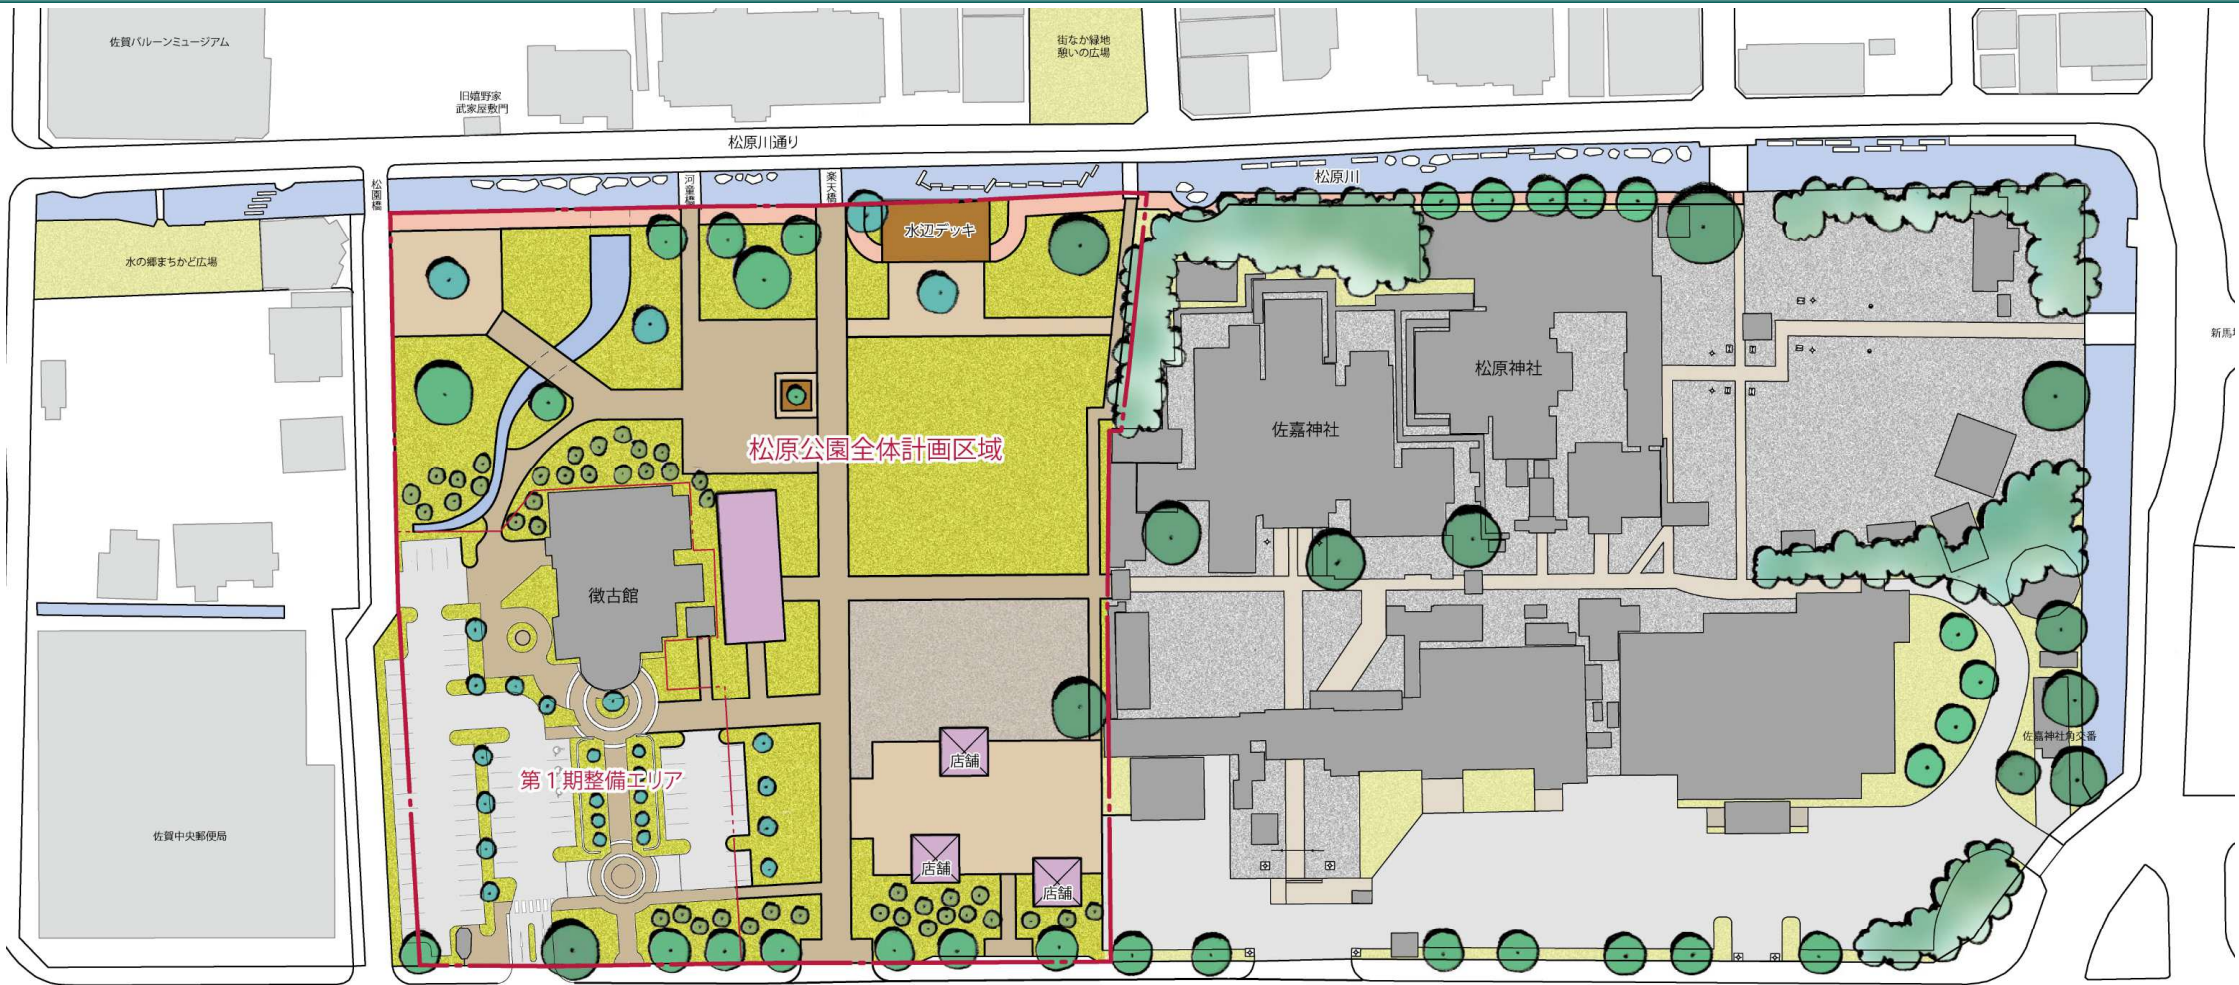 佐賀バルーンミュージアム
街なか緑地
憩いの広場
旧嬉野家
武家屋敷門
松原川通り
松原川
松園橋
河童橋
楽天橋
水辺デッキ
水の郷まちかど広場
松原神社
佐嘉神社
松原公園全体計画区域
徴古館
佐嘉神社角交番
店舗
第1期整備エリア
佐賀中央郵便局
店舗
店舗